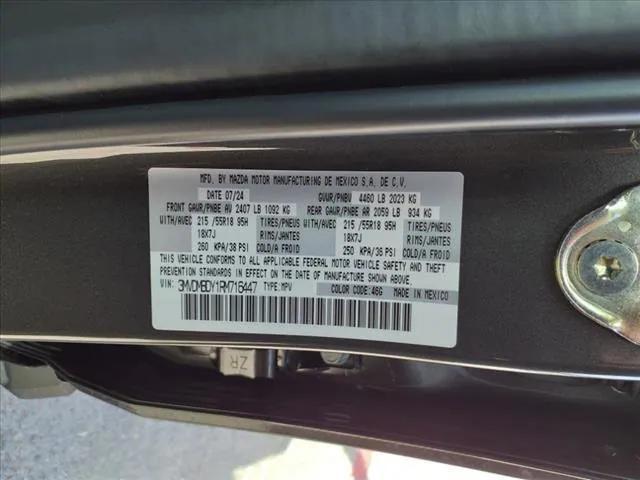 MFD. BY MAZDA MOTOR MANUFACTURING DE MEXICO S.A. DE C.V.
DATE 07/24 GVWR/PNBV 4460 LB 2023 KG
FRONT GAWR/PNBE AV 2407 LB 1092 KG REAR GAWR/PNBE AR 2059 LB 934 KG
WITH/AVEC 215 /55R18 95H TIRES/PNEUS WITH/AVEC 215 /55R18 95H TIRES/PNEUS
18X7J RIMS/JANTES 18X7J RIMS/JANTES
260 KPA/38 PSI COLD/A FROID 250 KPA/36 PSI COLD/A FROID
THIS VEHICLE CONFORMS TO ALL APPLICABLE FEDERAL MOTOR VEHICLE SAFETY AND THEFT
PREVENTION STANDARDS IN EFFECT ON THE DATE OF MANUFACTURE SHOWN ABOVE.
VIN: 3MVDMBDY1RM716447 TYPE:MPV COLOR CODE:46G MADE IN MEXICO
ZR